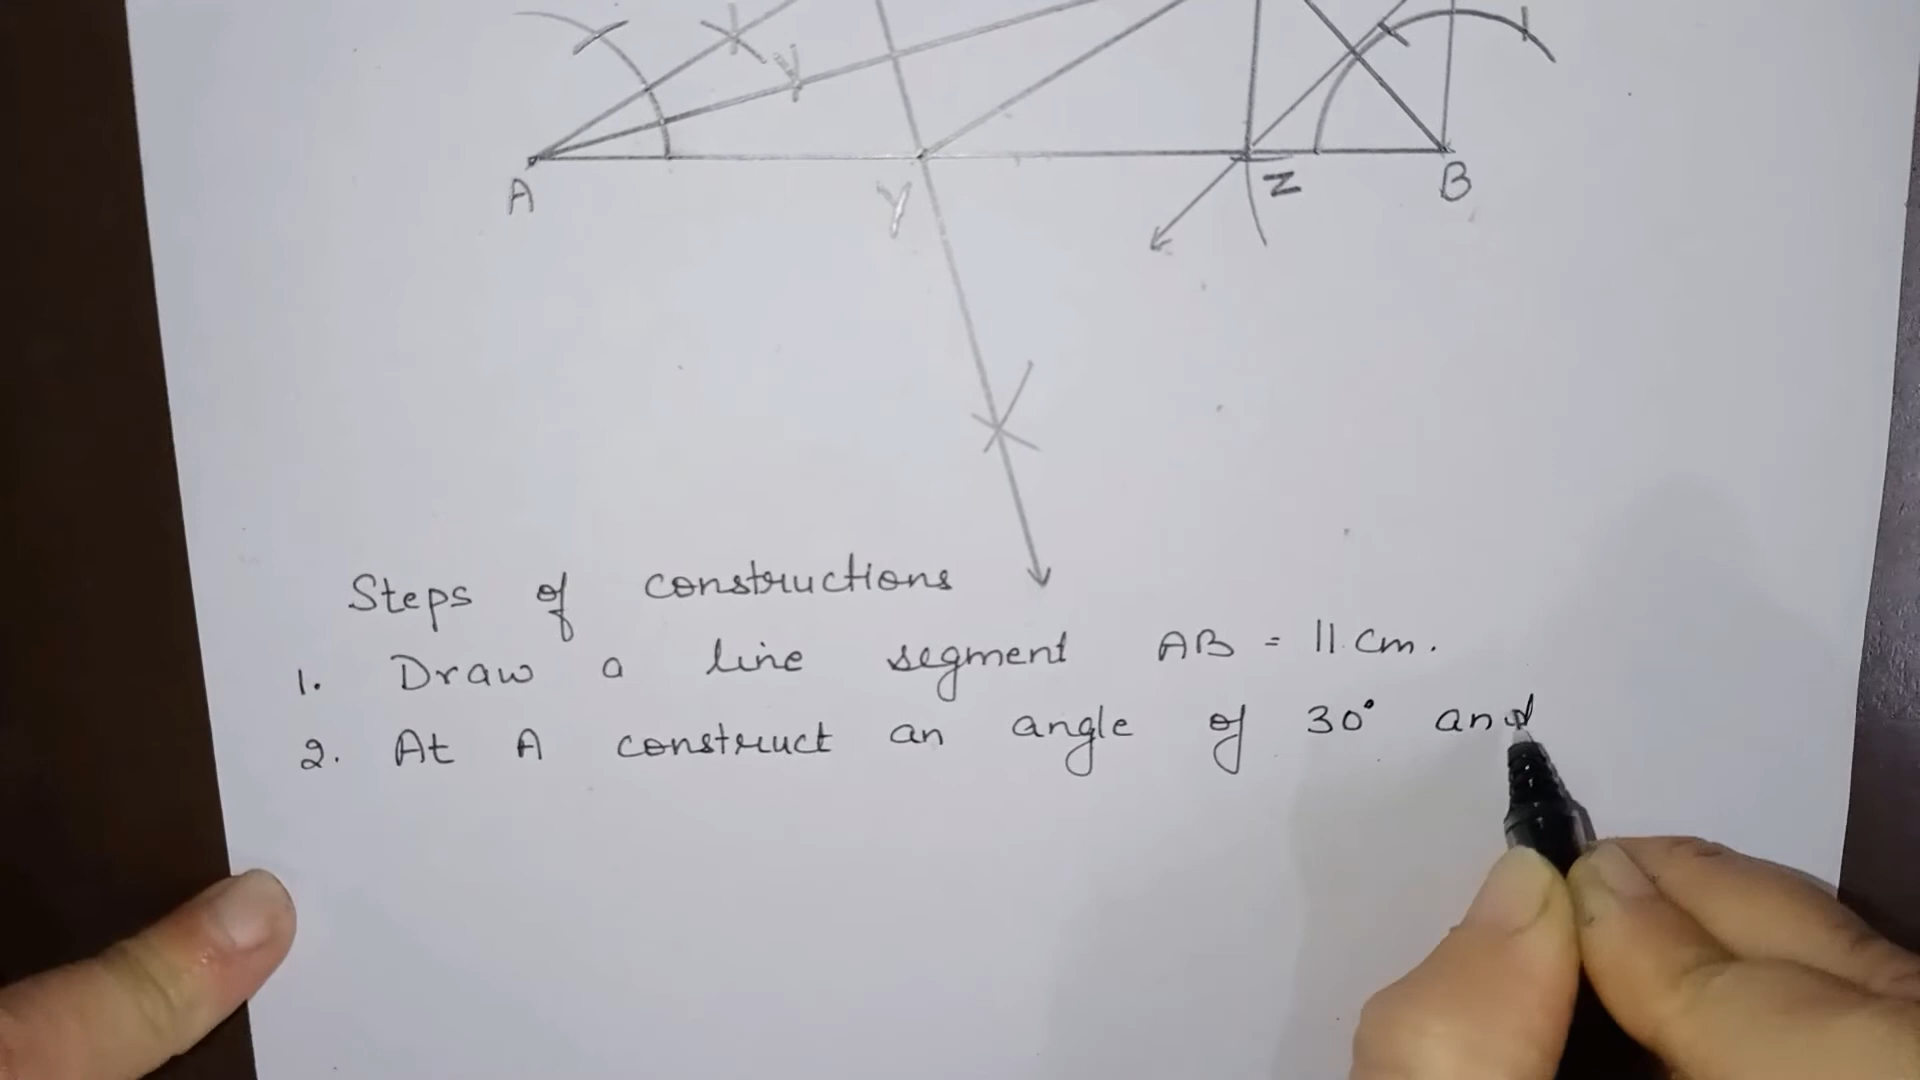 A Y Z B
Steps of constructions
1. Draw a line segment AB = 11 cm.
2. At A construct an angle of 30° and